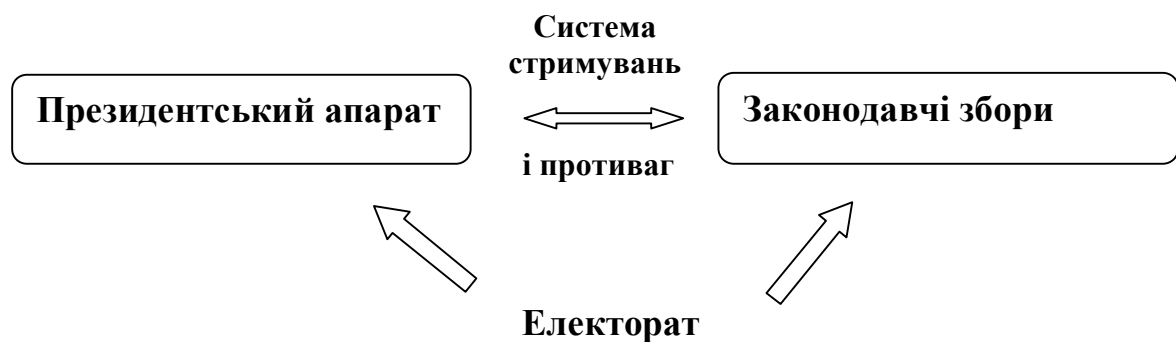 Система
стримувань
Президентський апарат
Законодавчі збори
і противаг
Електорат